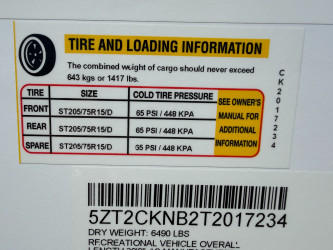 TIRE AND LOADING INFORMATION
The combined weight of cargo should never exceed
643 kgs or 1417 lbs.
TIRE SIZE COLD TIRE PRESSURE
SEE OWNER'S MANUAL FOR ADDITIONAL INFORMATION
FRONT ST205/75R15/D 65 PSI / 448 KPA
REAR ST205/75R15/D 65 PSI / 448 KPA
SPARE ST205/75R15/D 65 PSI / 448 KPA
CK2017234
5ZT2CKNB2T2017234
DRY WEIGHT: 6490 LBS
RECREATIONAL VEHICLE OVERALL